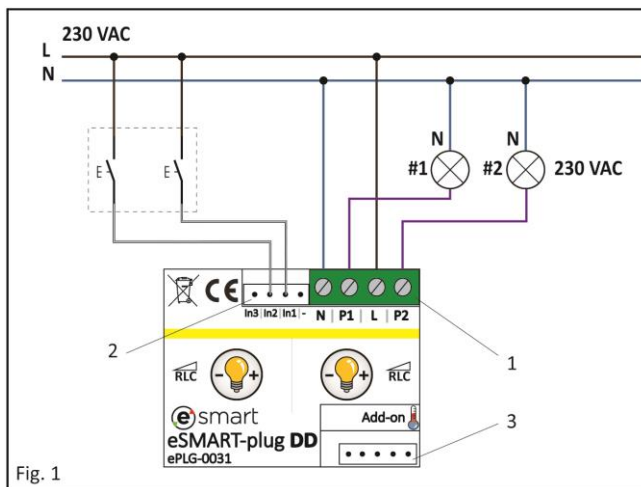 230 VAC
L
N
E
E
N
N
#1
#2
230 VAC
CE
In3 | In2 | In1 | -
N | P1 | L | P2
2
1
RLC
- +
- +
RLC
esmart
Add-on
eSMART-plug DD
ePLG-0031
3
Fig. 1